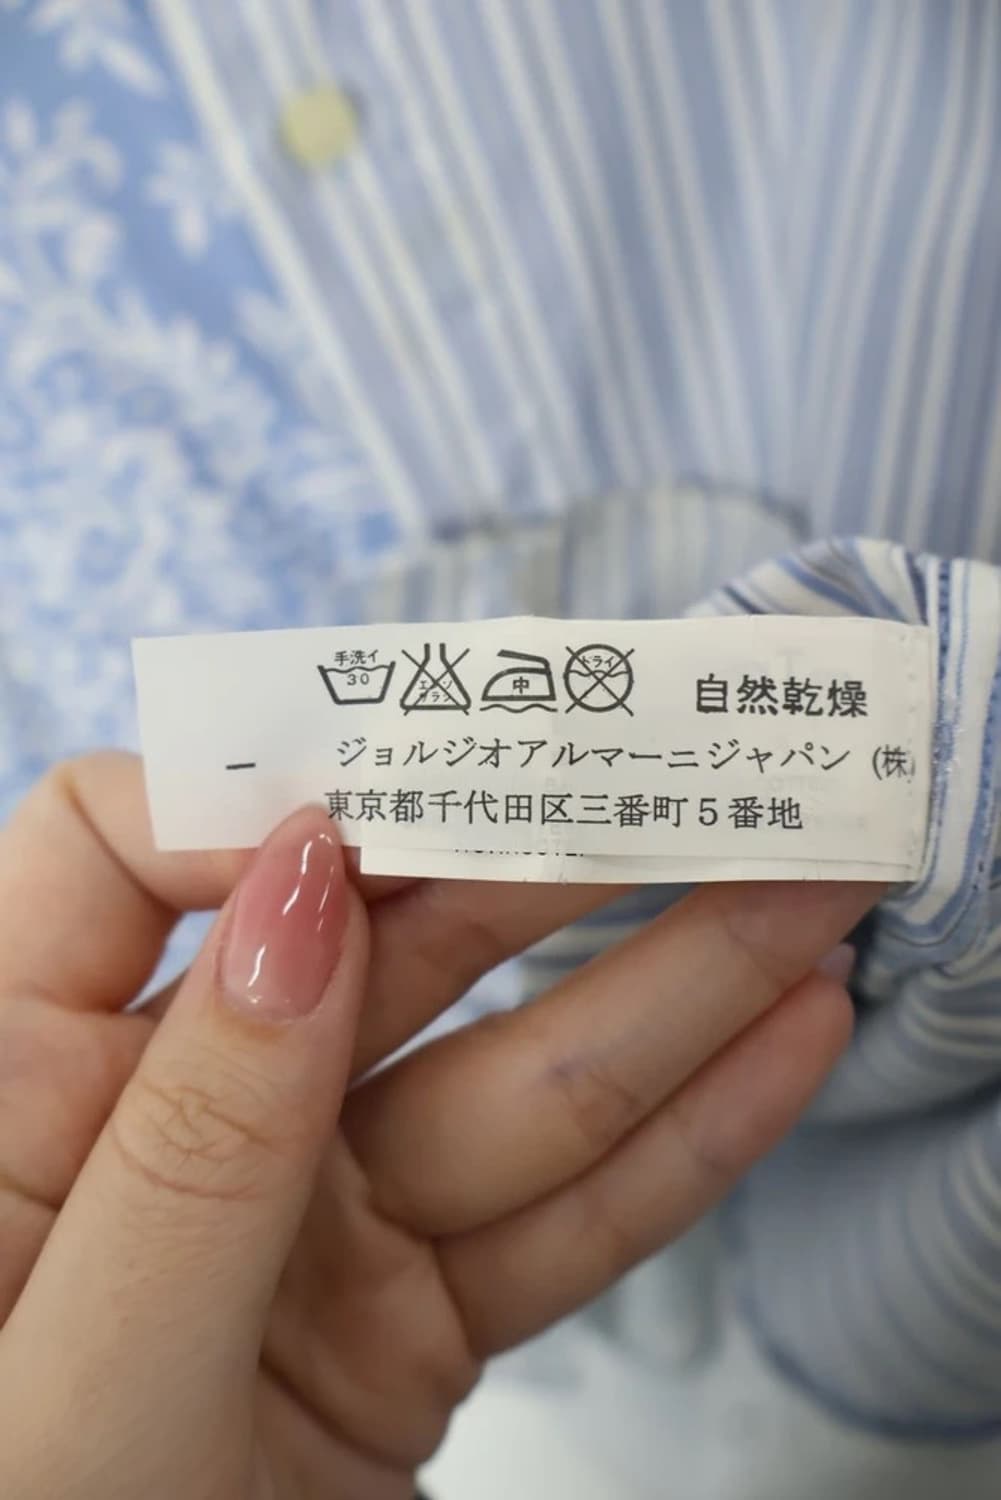 手洗イ 30 エンソ サラシ 中 ドライ 自然乾燥
ジョルジオアルマーニジャパン (株)
東京都千代田区三番町5番地